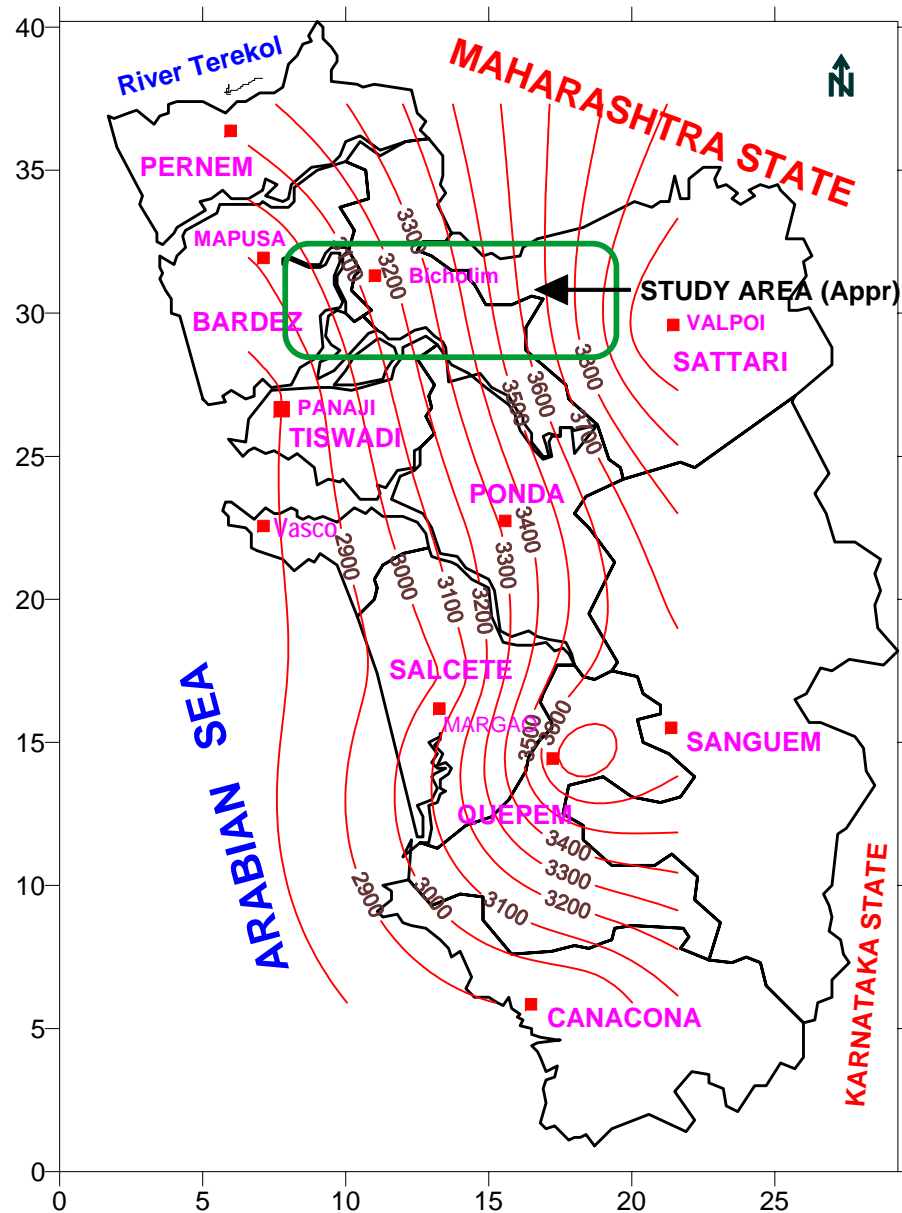 40
35
30
25
20
15
10
5
0
0
5
10
15
20
25
River Terekol
MAHARASHTRA STATE
N
PERNEM
MAPUSA
3300
3200
Bicholim
STUDY AREA (Appr)
BARDEZ
VALPOI
SATTARI
3800
3600
3500
3700
PANAJI
TISWADI
PONDA
Vasco
3400
3300
2900
3000
3100
3200
SALCETE
MARGAO
3500
3600
SANGUEM
ARABIAN SEA
QUEPEM
3400
3300
3200
3100
3000
2900
CANACONA
KARNATAKA STATE